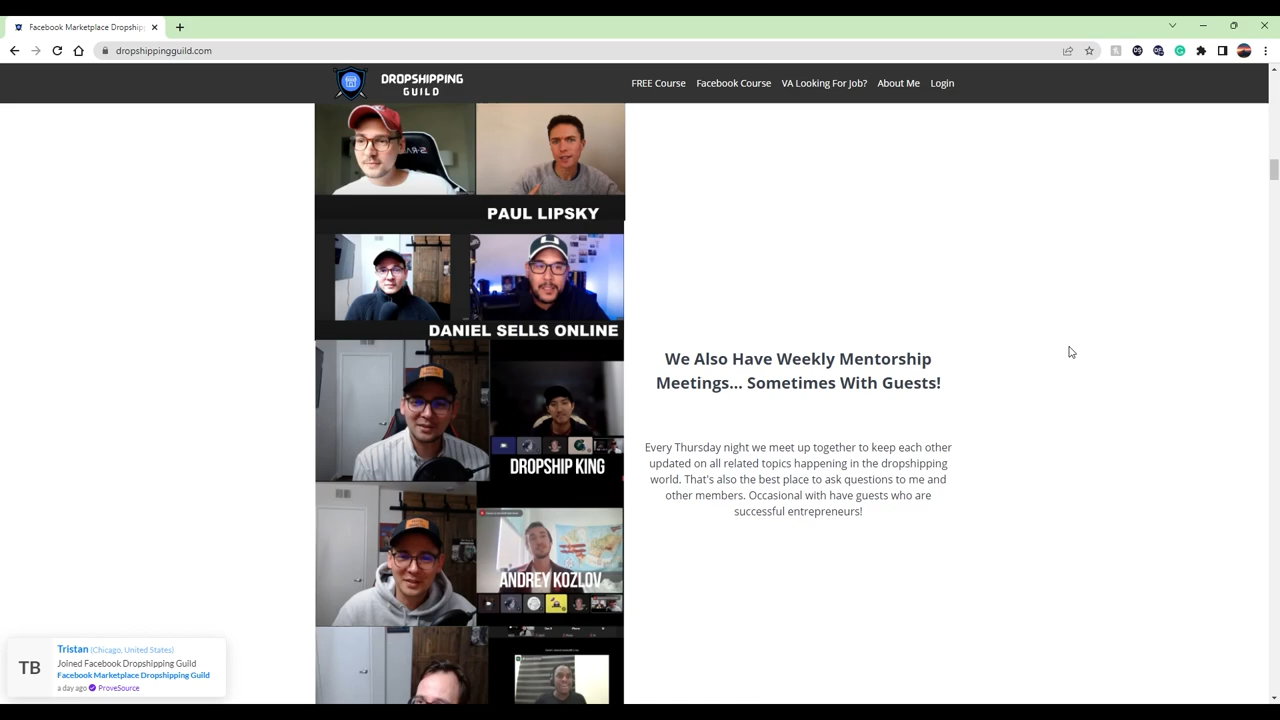 Facebook Marketplace Dropship
dropshippingguild.com
DROPSHIPPING
GUILD
FREE Course
Facebook Course
VA Looking For Job?
About Me
Login
PAUL LIPSKY
DANIEL SELLS ONLINE
DROPSHIP KING
ANDREY KOZLOV
We Also Have Weekly Mentorship
Meetings... Sometimes With Guests!
Every Thursday night we meet up together to keep each other
updated on all related topics happening in the dropshipping
world. That's also the best place to ask questions to me and
other members. Occasional with have guests who are
successful entrepreneurs!
TB
Tristan (Chicago, United States)
Joined Facebook Dropshipping Guild
Facebook Marketplace Dropshipping Guild
a day ago ProveSource